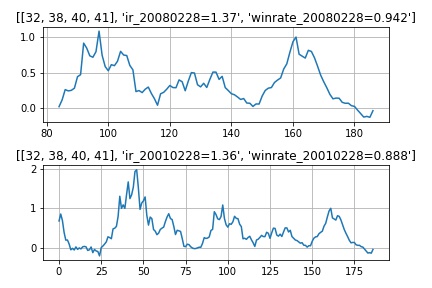 [[32, 38, 40, 41], 'ir_20080228=1.37', 'winrate_20080228=0.942']
1.0
0.5
0.0
80 100 120 140 160 180
[[32, 38, 40, 41], 'ir_20010228=1.36', 'winrate_20010228=0.888']
2
1
0
0 25 50 75 100 125 150 175